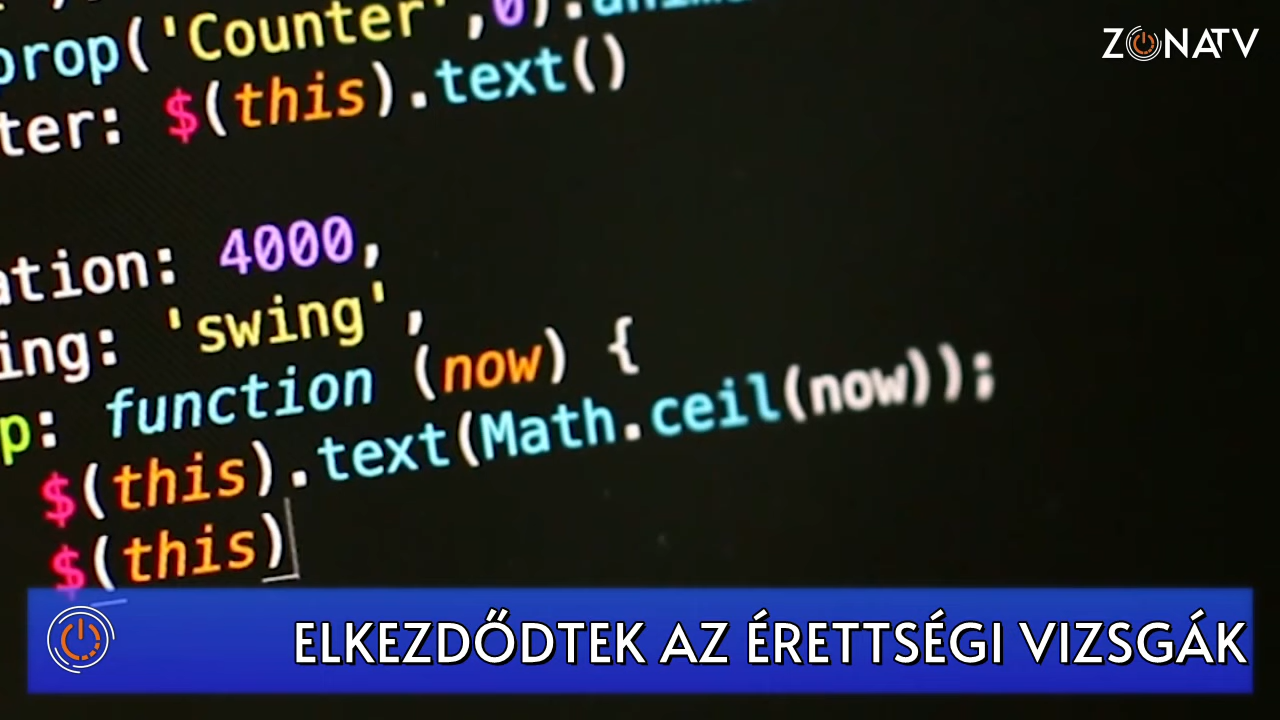 ZONATV
prop('Counter',0).anima
ter: $(this).text()
ation: 4000,
ing: 'swing',
p: function (now) {
$(this).text(Math.ceil(now));
$(this)
ELKEZDŐDTEK AZ ÉRETTSÉGI VIZSGÁK